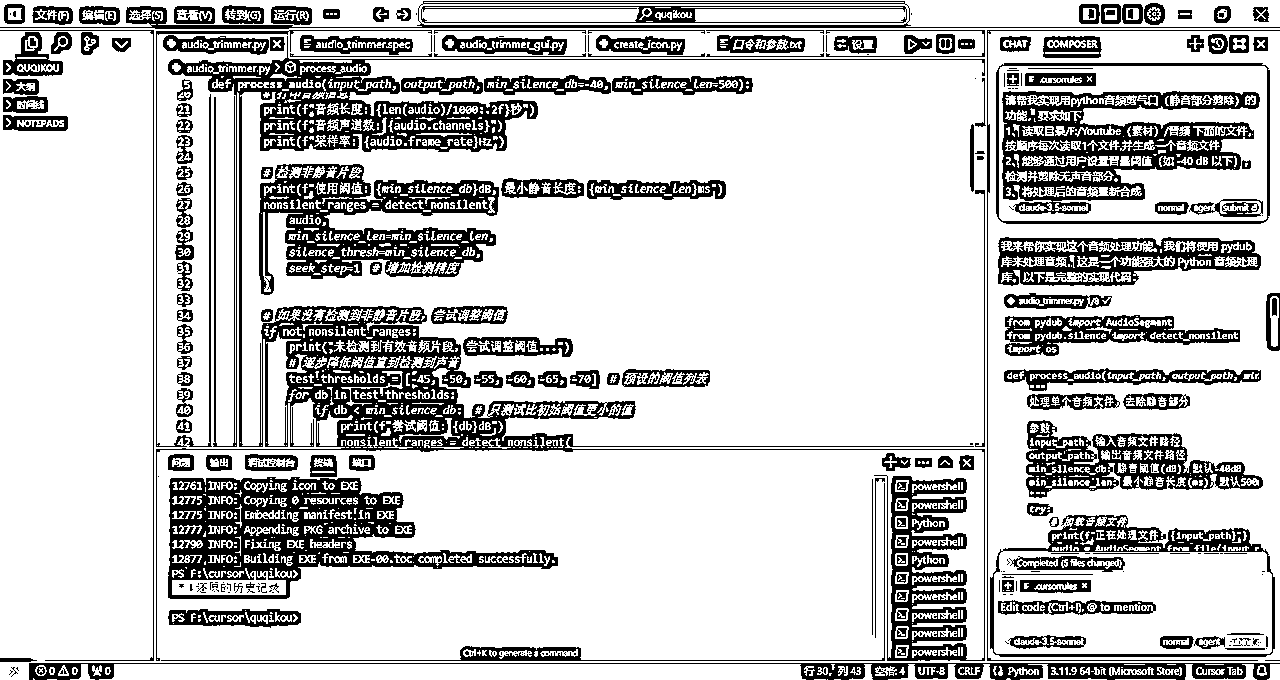 文件(F) 编辑(E) 选择(S) 查看(V) 转到(G) 运行(R) ··· quqikou
QUQIKOU
大纲
时间线
NOTEPADS
audio_trimmer.py audio_trimmer.spec audio_trimmer_gui.py create_icon.py 口令和参数.txt 设置
audio_trimmer.py > process_audio
5 def process_audio(input_path, output_path, min_silence_db=-40, min_silence_len=500):
20 # 打印音频信息
21 print(f"音频长度: {len(audio)/1000:.2f}秒")
22 print(f"音频声道数: {audio.channels}")
23 print(f"采样率: {audio.frame_rate}Hz")
24
25 # 检测非静音片段
26 print(f"使用阈值: {min_silence_db}dB, 最小静音长度: {min_silence_len}ms")
27 nonsilent_ranges = detect_nonsilent(
28 audio,
29 min_silence_len=min_silence_len,
30 silence_thresh=min_silence_db,
31 seek_step=1 # 增加检测精度
32 )
33
34 # 如果没有检测到非静音片段，尝试调整阈值
35 if not nonsilent_ranges:
36 print("未检测到有效音频片段，尝试调整阈值...")
37 # 逐步降低阈值直到检测到声音
38 test_thresholds = [-45, -50, -55, -60, -65, -70] # 预设的阈值列表
39 for db in test_thresholds:
40 if db < min_silence_db: # 只测试比初始阈值更小的值
41 print(f"尝试阈值: {db}dB")
42 nonsilent_ranges = detect_nonsilent(
问题 输出 调试控制台 终端 端口
12761 INFO: Copying icon to EXE
12775 INFO: Copying 0 resources to EXE
12775 INFO: Embedding manifest in EXE
12777 INFO: Appending PKG archive to EXE
12790 INFO: Fixing EXE headers
12877 INFO: Building EXE from EXE-00.toc completed successfully.
PS F:\cursor\quqikou>
* 还原的历史记录
PS F:\cursor\quqikou>
Ctrl+K to generate a command
powershell
powershell
Python
powershell
Python
powershell
powershell
powershell
powershell
powershell
CHAT COMPOSER
.cursorrules ×
请帮我实现用python音频剪气口（静音部分剪除）的
功能，要求如下
1、读取目录/F:/Youtube（素材）/音频 下面的文件，
按顺序每次读取1个文件,并生成一个音频文件
2、能够通过用户设置音量阈值（如 -40 dB 以下），
检测并剪除无声音部分。
3、将处理后的音频重新合成
claude-3.5-sonnet normal / agent submit
我来帮你实现这个音频处理功能。我们将使用 pydub
库来处理音频，这是一个功能强大的 Python 音频处理
库。以下是完整的实现代码：
audio_trimmer.py 1/8
from pydub import AudioSegment
from pydub.silence import detect_nonsilent
import os
def process_audio(input_path, output_path, min
"""
处理单个音频文件，去除静音部分
参数:
input_path: 输入音频文件路径
output_path: 输出音频文件路径
min_silence_db: 静音阈值(dB)，默认-40dB
min_silence_len: 最小静音长度(ms)，默认500m
"""
try:
# 加载音频文件
print(f"正在处理文件: {input_path}")
audio = AudioSegment.from_file(input_
Completed (5 files changed)
.cursorrules ×
Edit code (Ctrl+I), @ to mention
claude-3.5-sonnet normal / agent submit
0 0 0 行 30，列 43 空格: 4 UTF-8 CRLF Python 3.11.9 64-bit (Microsoft Store) Cursor Tab